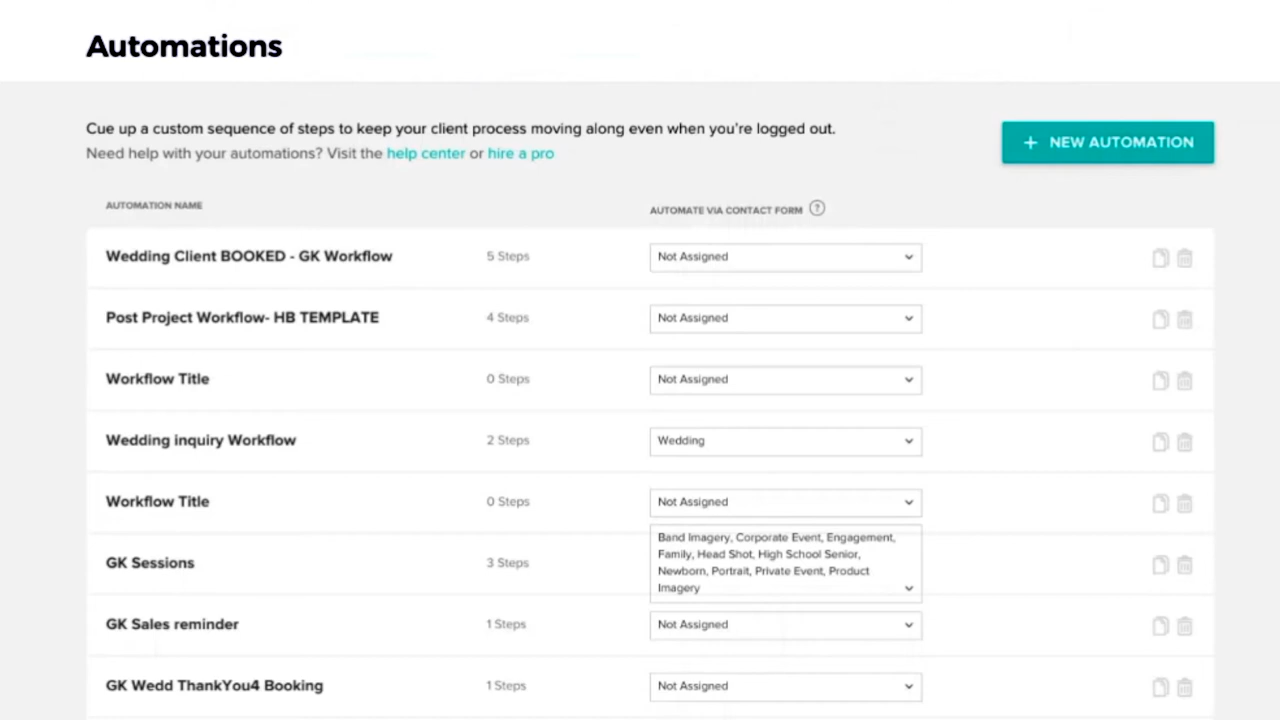 Automations
Cue up a custom sequence of steps to keep your client process moving along even when you're logged out.
Need help with your automations? Visit the help center or hire a pro
+ NEW AUTOMATION
AUTOMATION NAME
AUTOMATE VIA CONTACT FORM ?
Wedding Client BOOKED - GK Workflow 5 Steps Not Assigned
Post Project Workflow- HB TEMPLATE 4 Steps Not Assigned
Workflow Title 0 Steps Not Assigned
Wedding inquiry Workflow 2 Steps Wedding
Workflow Title 0 Steps Not Assigned
GK Sessions 3 Steps
Band Imagery, Corporate Event, Engagement,
Family, Head Shot, High School Senior,
Newborn, Portrait, Private Event, Product
Imagery
GK Sales reminder 1 Steps Not Assigned
GK Wedd ThankYou4 Booking 1 Steps Not Assigned